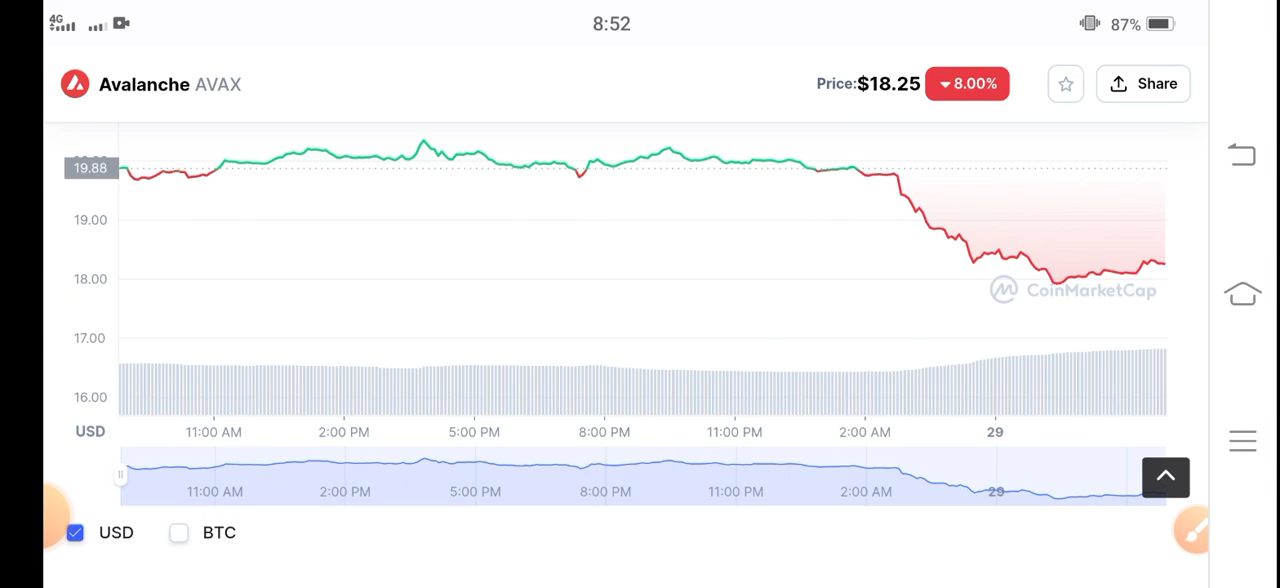 4G
8:52
87%
Avalanche AVAX
Price:$18.25
8.00%
Share
19.88
19.00
18.00
CoinMarketCap
17.00
16.00
USD
11:00 AM 2:00 PM 5:00 PM 8:00 PM 11:00 PM 2:00 AM 29
11:00 AM 2:00 PM 5:00 PM 8:00 PM 11:00 PM 2:00 AM 29
USD BTC